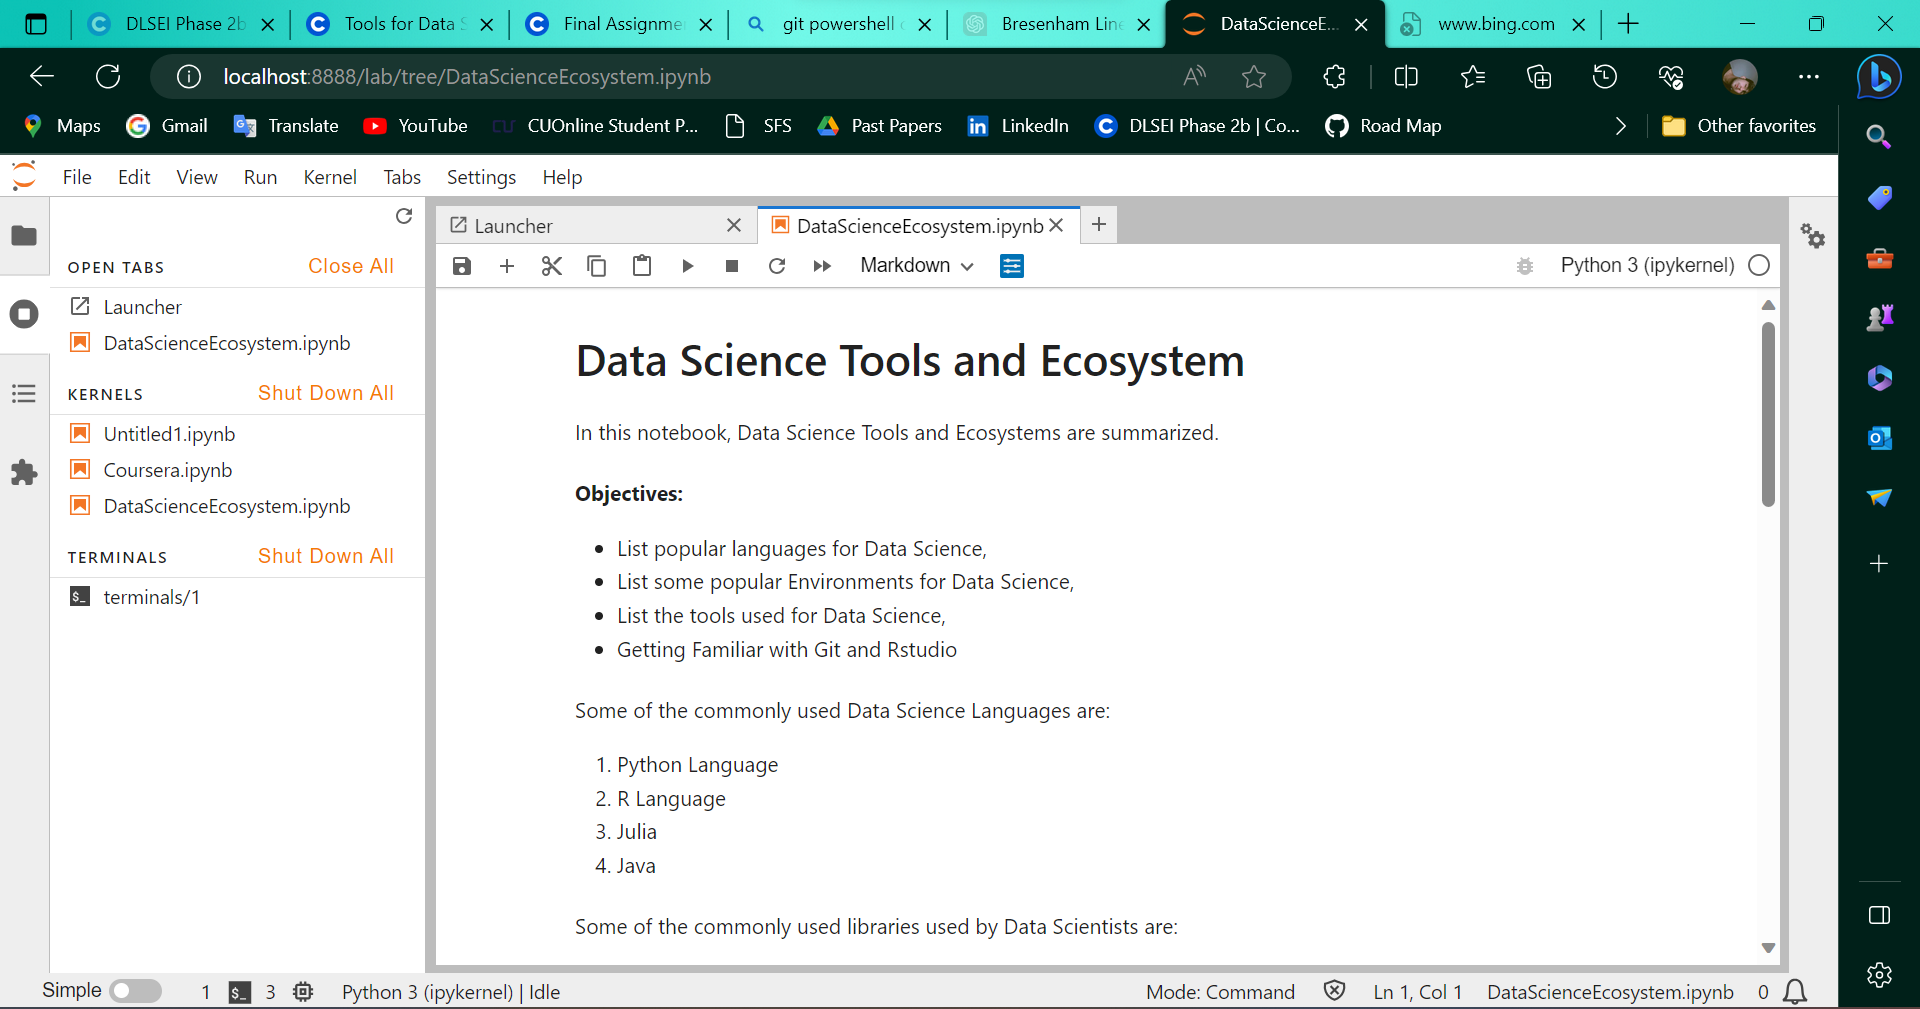 DLSEI Phase 2b
Tools for Data S
Final Assignme
git powershell
Bresenham Line
DataScienceE...
www.bing.com
localhost:8888/lab/tree/DataScienceEcosystem.ipynb
Maps
Gmail
Translate
YouTube
CUOnline Student P...
SFS
Past Papers
LinkedIn
DLSEI Phase 2b | Co...
Road Map
Other favorites
File Edit View Run Kernel Tabs Settings Help
OPEN TABS Close All
Launcher
DataScienceEcosystem.ipynb
KERNELS Shut Down All
Untitled1.ipynb
Coursera.ipynb
DataScienceEcosystem.ipynb
TERMINALS Shut Down All
terminals/1
Launcher
DataScienceEcosystem.ipynb
Markdown
Python 3 (ipykernel)
Data Science Tools and Ecosystem
In this notebook, Data Science Tools and Ecosystems are summarized.
Objectives:
• List popular languages for Data Science,
• List some popular Environments for Data Science,
• List the tools used for Data Science,
• Getting Familiar with Git and Rstudio
Some of the commonly used Data Science Languages are:
1. Python Language
2. R Language
3. Julia
4. Java
Some of the commonly used libraries used by Data Scientists are:
Simple 1 3 Python 3 (ipykernel) | Idle Mode: Command Ln 1, Col 1 DataScienceEcosystem.ipynb 0